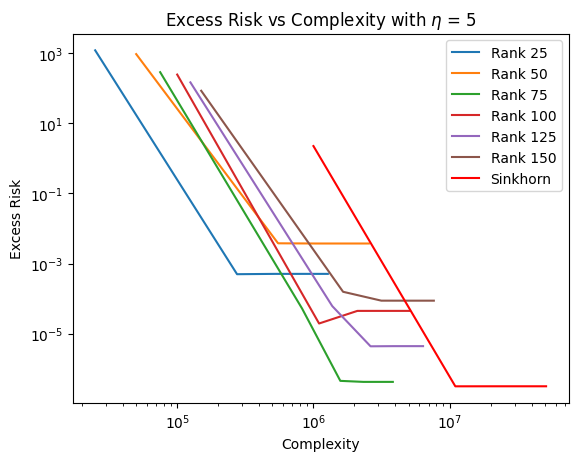 Excess Risk vs Complexity with η = 5
Excess Risk
10³
10¹
10⁻¹
10⁻³
10⁻⁵
Rank 25
Rank 50
Rank 75
Rank 100
Rank 125
Rank 150
Sinkhorn
10⁵ 10⁶ 10⁷
Complexity